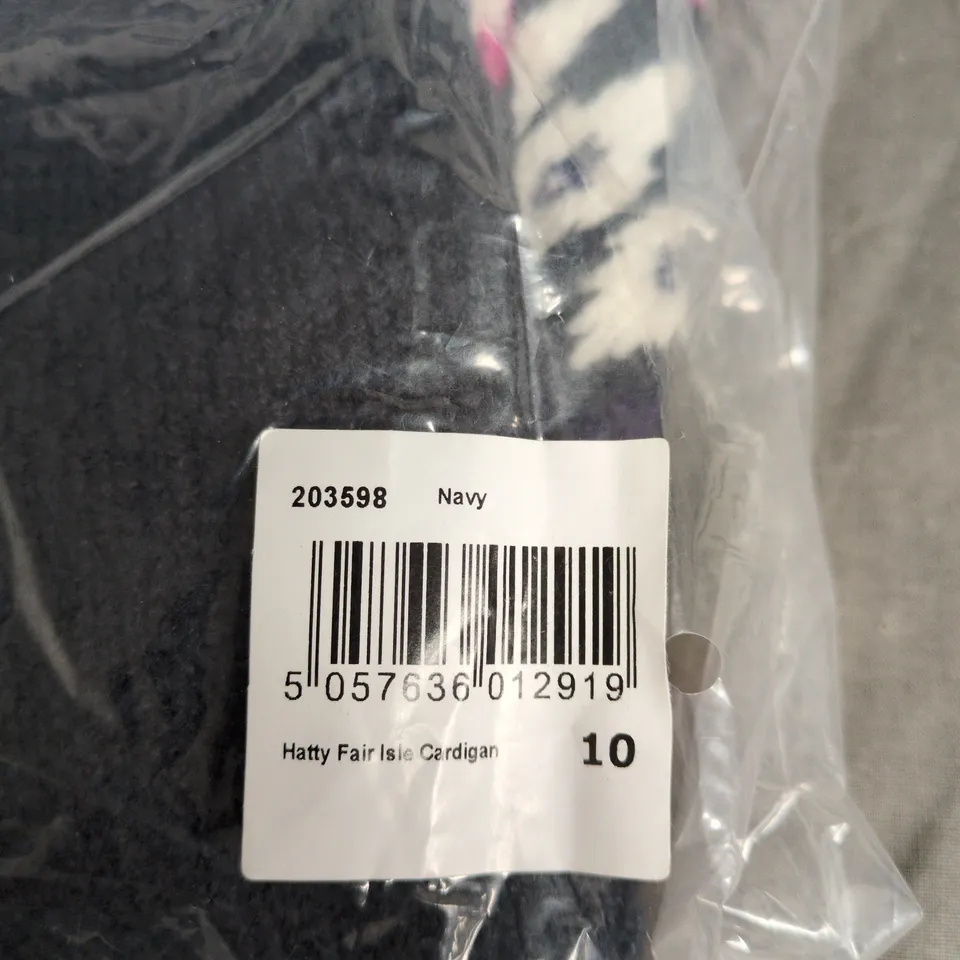 203598 Navy
5 057636 012919
Hatty Fair Isle Cardigan 10